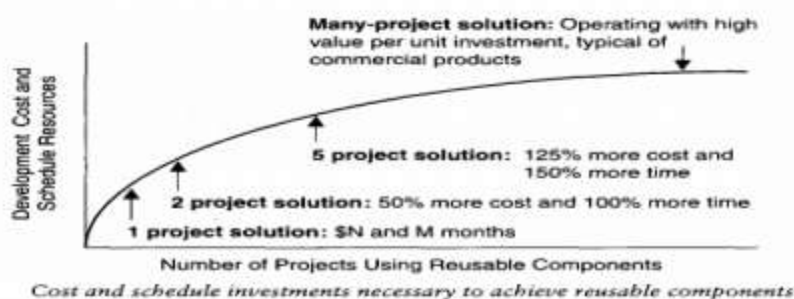 Many-project solution: Operating with high
value per unit investment, typical of
commercial products
Development Cost and
Schedule Resources
5 project solution: 125% more cost and
150% more time
2 project solution: 50% more cost and 100% more time
1 project solution: $N and M months
Number of Projects Using Reusable Components
Cost and schedule investments necessary to achieve reusable components